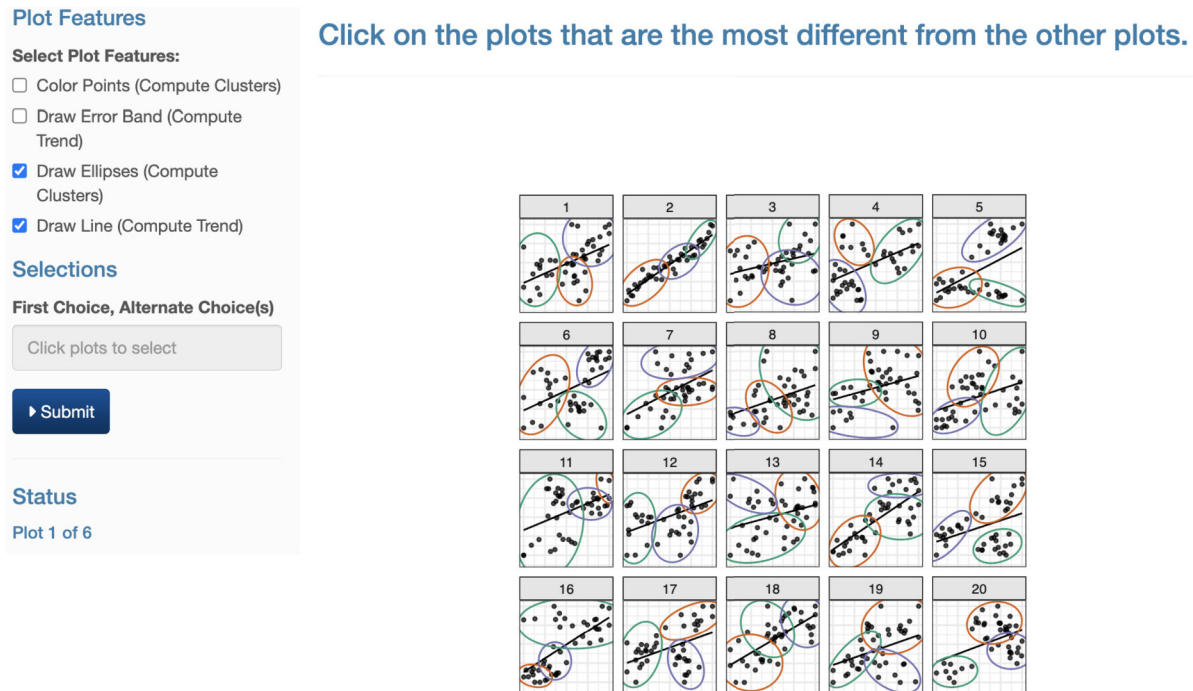 Plot Features
Select Plot Features:
Color Points (Compute Clusters)
Draw Error Band (Compute
Trend)
Draw Ellipses (Compute
Clusters)
Draw Line (Compute Trend)
Selections
First Choice, Alternate Choice(s)
Click plots to select
Submit
Status
Plot 1 of 6
Click on the plots that are the most different from the other plots.
1 2 3 4 5
6 7 8 9 10
11 12 13 14 15
16 17 18 19 20